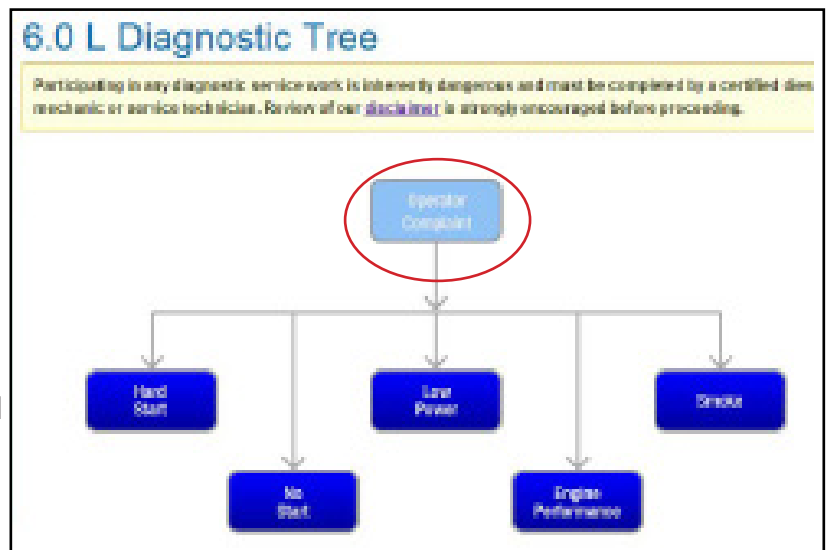 6.0 L Diagnostic Tree
Participating in any diagnostic service work is inherently dangerous and must be completed by a certified dies
mechanic or service technician. Review of our disclaimer is strongly encouraged before proceeding.
Operator
Complaint
Hard
Start
Low
Power
Smoke
No
Start
Engine
Performance